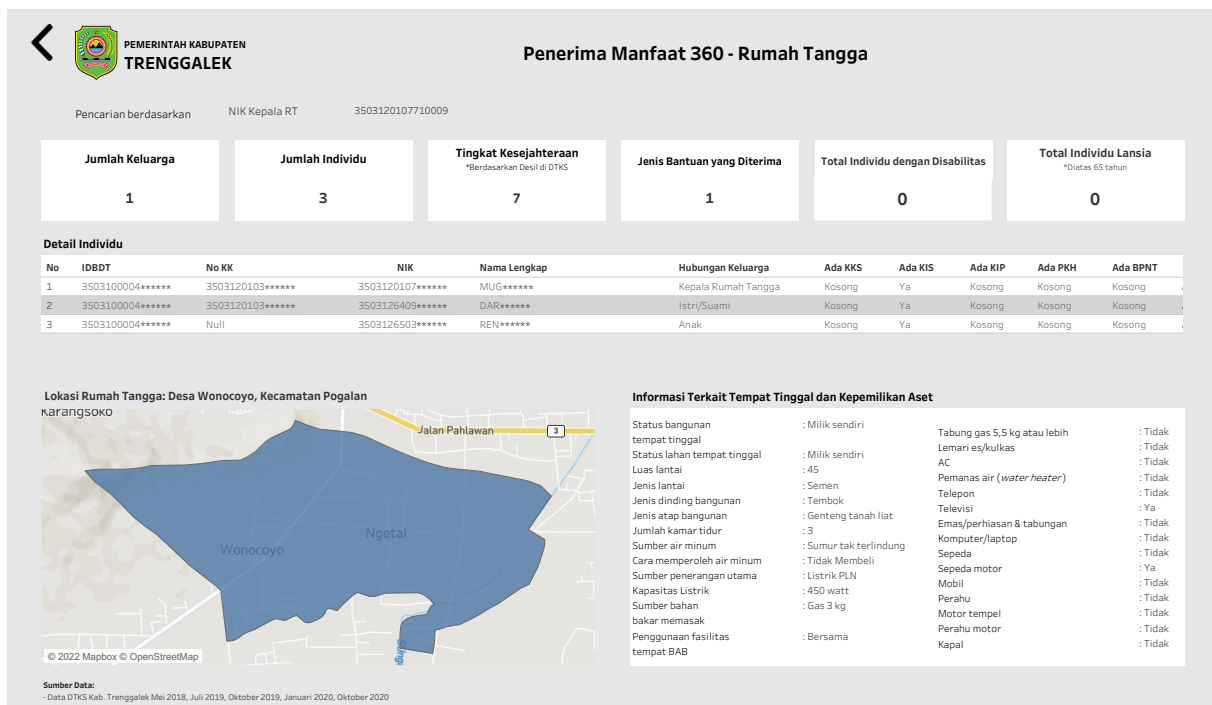 PEMERINTAH KABUPATEN
TRENGGALEK
Penerima Manfaat 360 - Rumah Tangga
Pencarian berdasarkan NIK Kepala RT 3503120107710009
Jumlah Keluarga
1
Jumlah Individu
3
Tingkat Kesejahteraan
*Berdasarkan Desil di DTKS
7
Jenis Bantuan yang Diterima
1
Total Individu dengan Disabilitas
0
Total Individu Lansia
*Diatas 65 tahun
0
Detail Individu
No IDBDT No KK NIK Nama Lengkap Hubungan Keluarga Ada KKS Ada KIS Ada KIP Ada PKH Ada BPNT
1 3503100004****** 3503120103****** 3503120107****** MUG****** Kepala Rumah Tangga Kosong Ya Kosong Kosong Kosong
2 3503100004****** 3503120103****** 3503126409****** DAR****** Istri/Suami Kosong Ya Kosong Kosong Kosong
3 3503100004****** Null 3503126503****** REN****** Anak Kosong Ya Kosong Kosong Kosong
Lokasi Rumah Tangga: Desa Wonocoyo, Kecamatan Pogalan
Karangsoko
Jalan Pahlawan
3
Ngetal
Wonocoyo
© 2022 Mapbox © OpenStreetMap
Informasi Terkait Tempat Tinggal dan Kepemilikan Aset
Status bangunan : Milik sendiri
tempat tinggal
Status lahan tempat tinggal : Milik sendiri
Luas lantai : 45
Jenis lantai : Semen
Jenis dinding bangunan : Tembok
Jenis atap bangunan : Genteng tanah liat
Jumlah kamar tidur : 3
Sumber air minum : Sumur tak terlindung
Cara memperoleh air minum : Tidak Membeli
Sumber penerangan utama : Listrik PLN
Kapasitas Listrik : 450 watt
Sumber bahan : Gas 3 kg
bakar memasak
Penggunaan fasilitas : Bersama
tempat BAB
Tabung gas 5,5 kg atau lebih : Tidak
Lemari es/kulkas : Tidak
AC : Tidak
Pemanas air (water heater) : Tidak
Telepon : Tidak
Televisi : Ya
Emas/perhiasan & tabungan : Tidak
Komputer/laptop : Tidak
Sepeda : Tidak
Sepeda motor : Ya
Mobil : Tidak
Perahu : Tidak
Motor tempel : Tidak
Perahu motor : Tidak
Kapal : Tidak
Sumber Data:
- Data DTKS Kab. Trenggalek Mei 2018, Juli 2019, Oktober 2019, Januari 2020, Oktober 2020